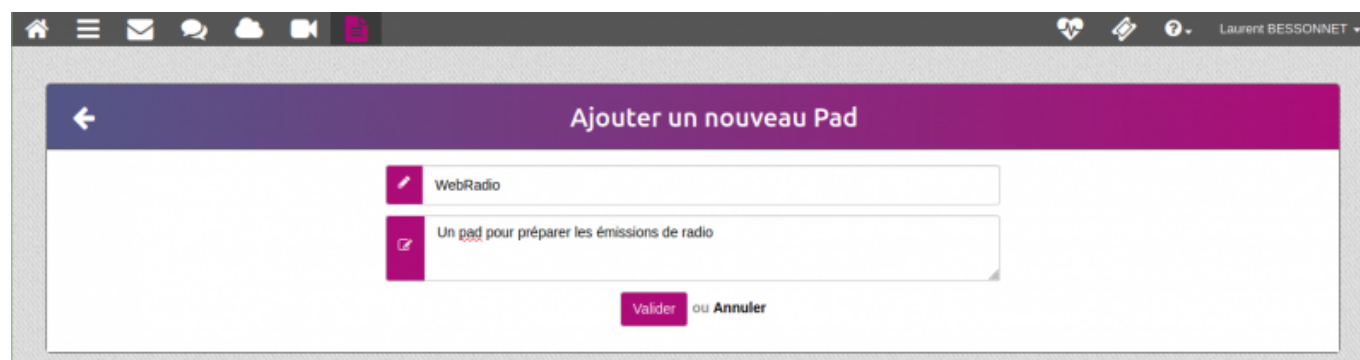 Laurent BESSONNET
Ajouter un nouveau Pad
WebRadio
Un pad pour préparer les émissions de radio
Valider ou Annuler